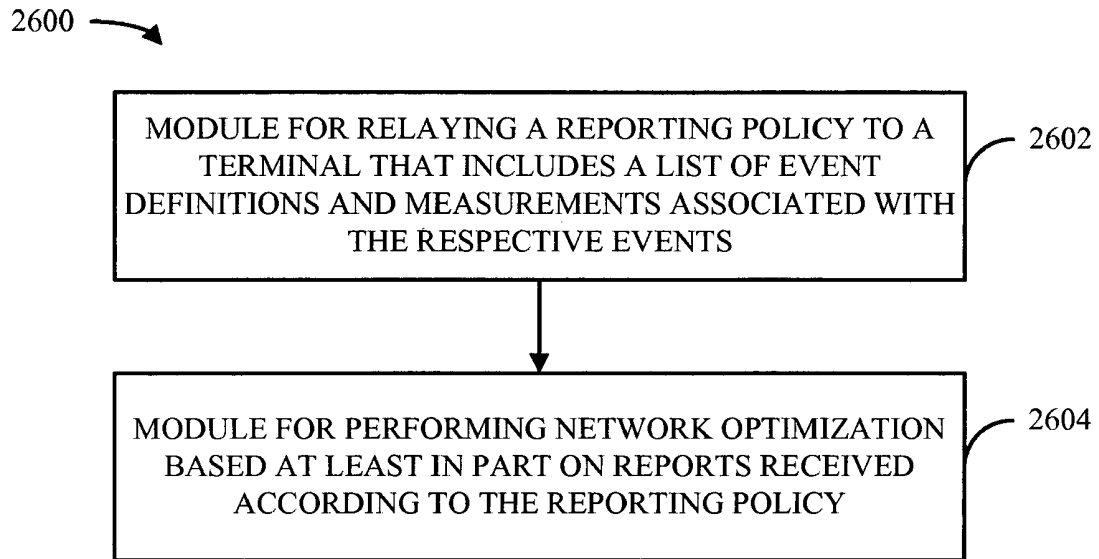 2600
MODULE FOR RELAYING A REPORTING POLICY TO A
TERMINAL THAT INCLUDES A LIST OF EVENT
DEFINITIONS AND MEASUREMENTS ASSOCIATED WITH
THE RESPECTIVE EVENTS
2602
MODULE FOR PERFORMING NETWORK OPTIMIZATION
BASED AT LEAST IN PART ON REPORTS RECEIVED
ACCORDING TO THE REPORTING POLICY
2604